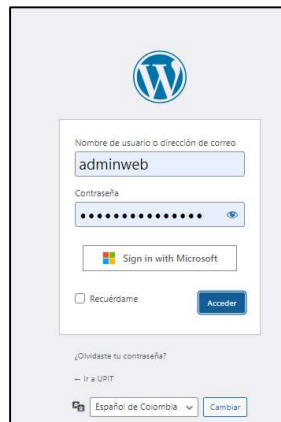 Nombre de usuario o dirección de correo
adminweb
Contraseña
•••••••••••••••
Sign in with Microsoft
Recuérdame
Acceder
¿Olvidaste tu contraseña?
← Ir a UPIT
Español de Colombia
Cambiar